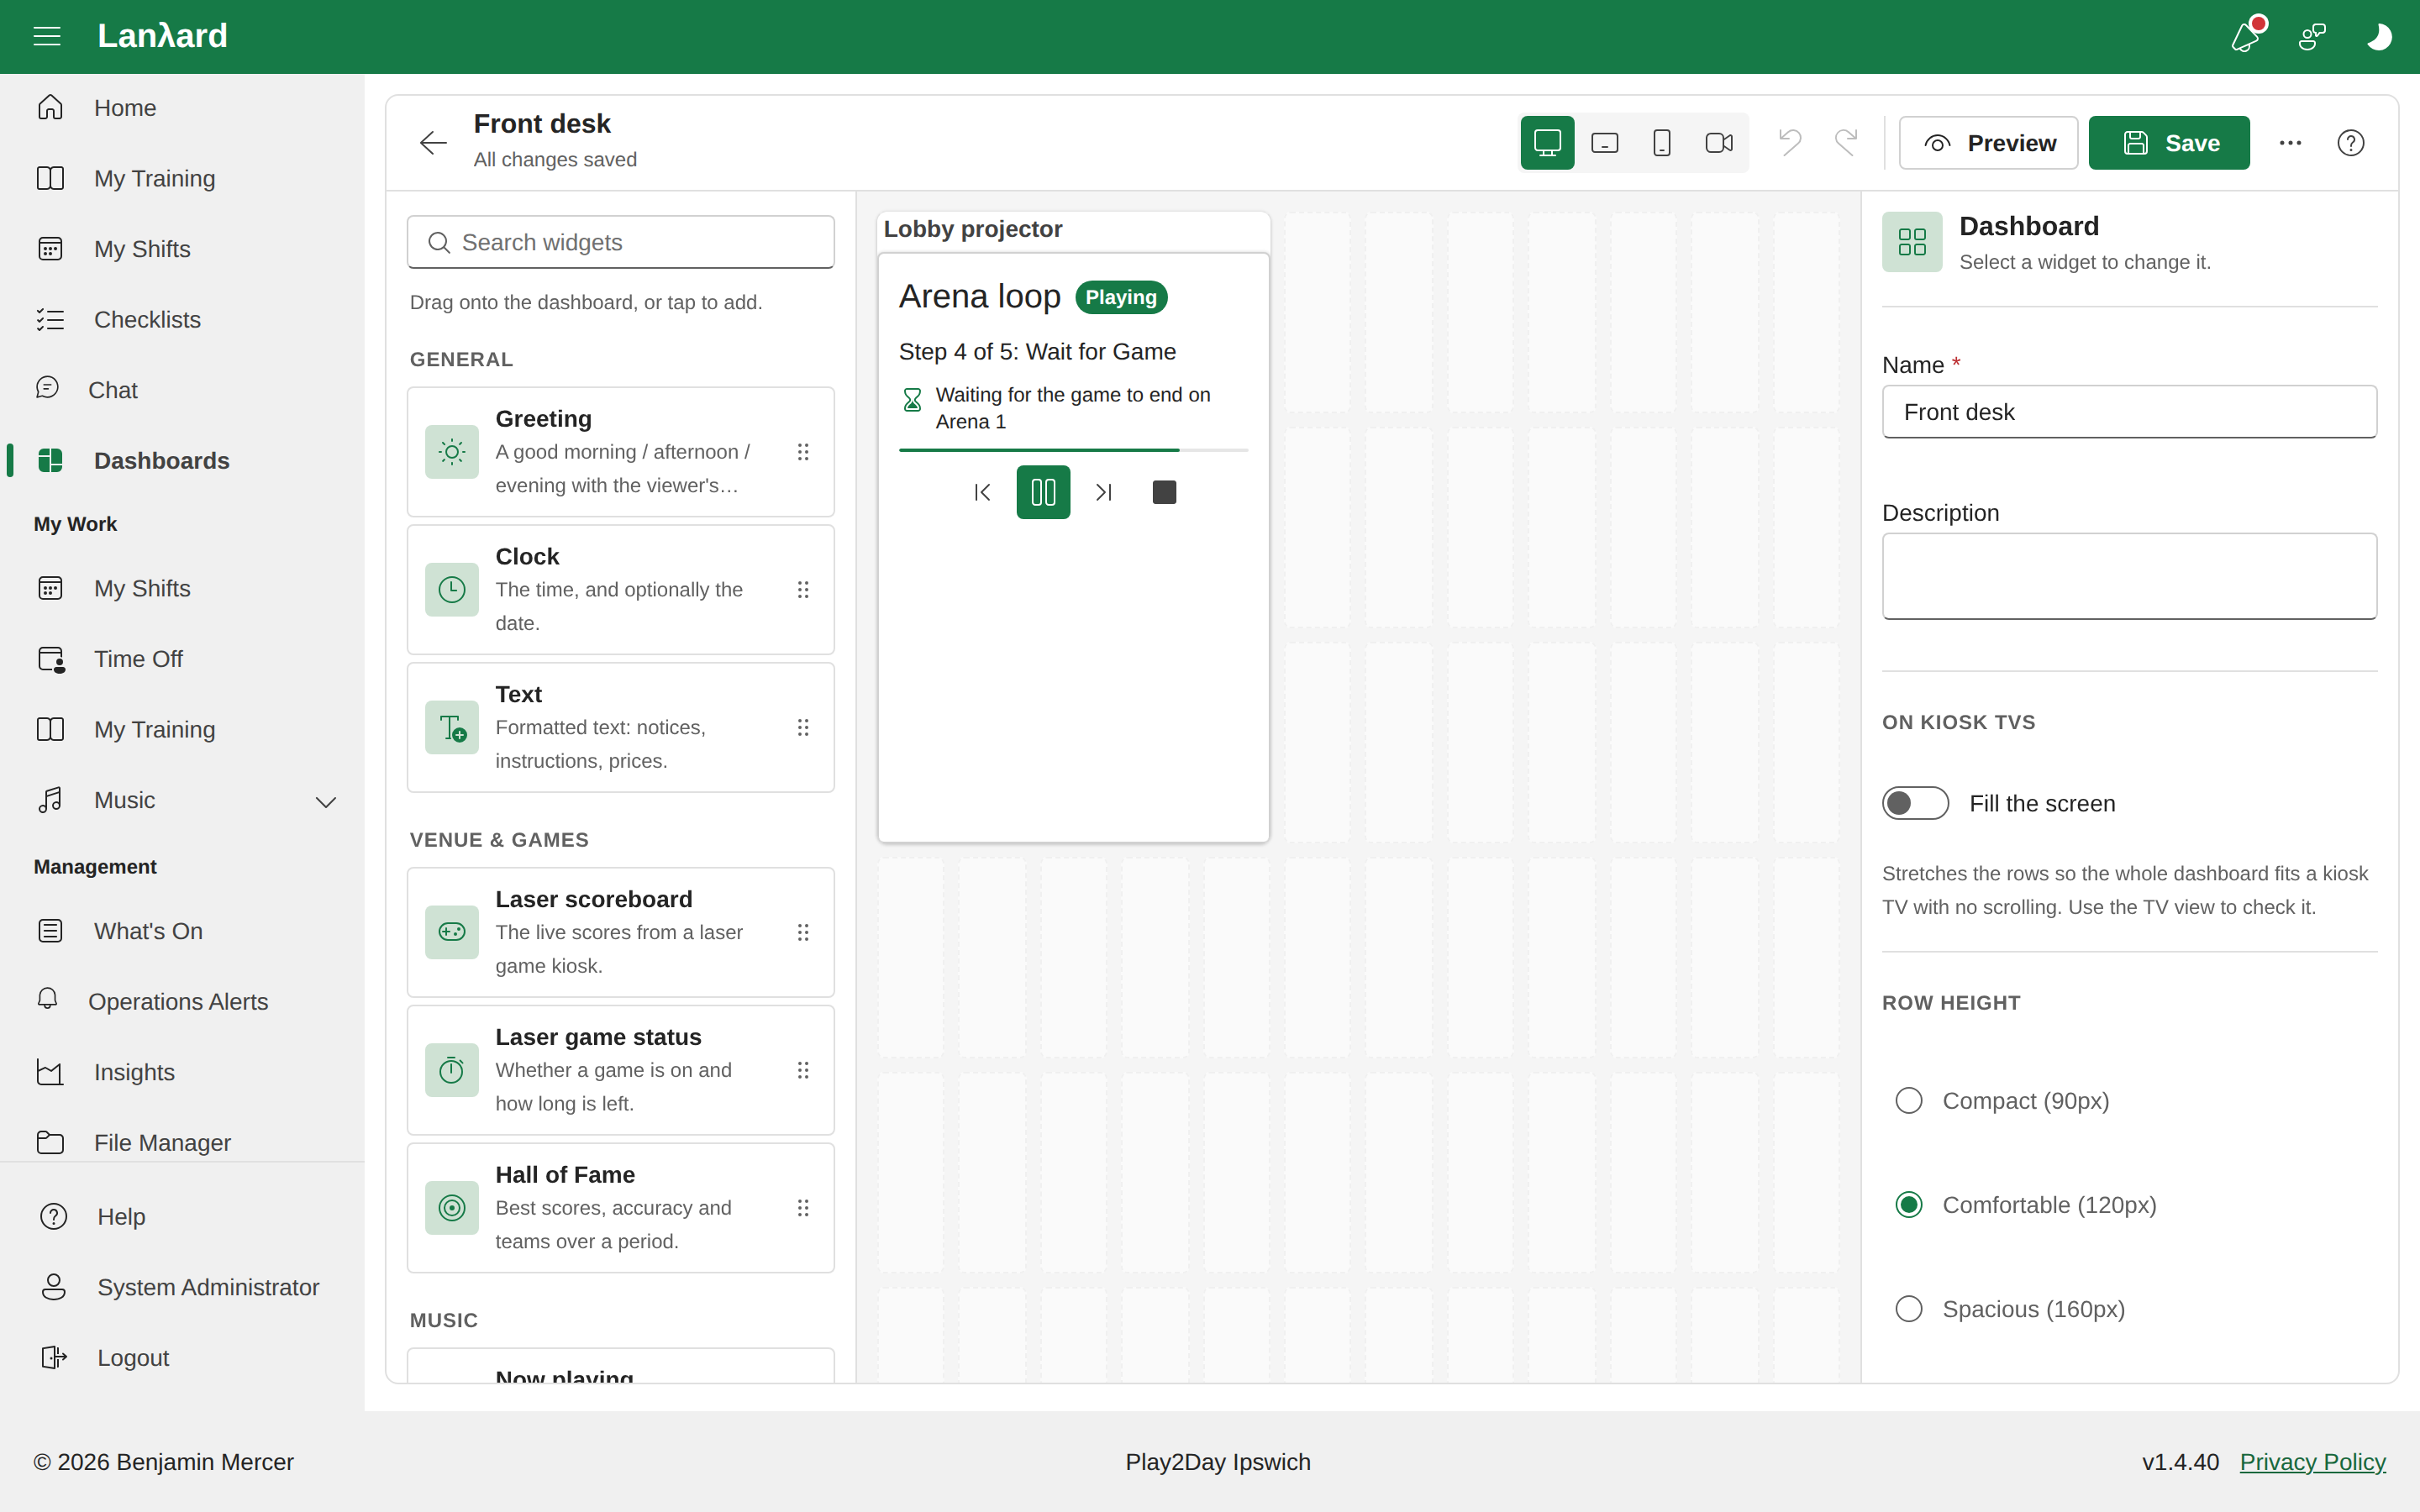 Lanλard
Home
My Training
My Shifts
Checklists
Chat
Dashboards
My Work
My Shifts
Time Off
My Training
Music
Management
What's On
Operations Alerts
Insights
File Manager
Help
System Administrator
Logout
Front desk
All changes saved
Preview
Save
Search widgets
Drag onto the dashboard, or tap to add.
GENERAL
Greeting
A good morning / afternoon /
evening with the viewer's…
Clock
The time, and optionally the
date.
Text
Formatted text: notices,
instructions, prices.
VENUE & GAMES
Laser scoreboard
The live scores from a laser
game kiosk.
Laser game status
Whether a game is on and
how long is left.
Hall of Fame
Best scores, accuracy and
teams over a period.
MUSIC
Now playing
Lobby projector
Arena loop
Playing
Step 4 of 5: Wait for Game
Waiting for the game to end on
Arena 1
Dashboard
Select a widget to change it.
Name *
Front desk
Description
ON KIOSK TVS
Fill the screen
Stretches the rows so the whole dashboard fits a kiosk
TV with no scrolling. Use the TV view to check it.
ROW HEIGHT
Compact (90px)
Comfortable (120px)
Spacious (160px)
© 2026 Benjamin Mercer
Play2Day Ipswich
v1.4.40
Privacy Policy